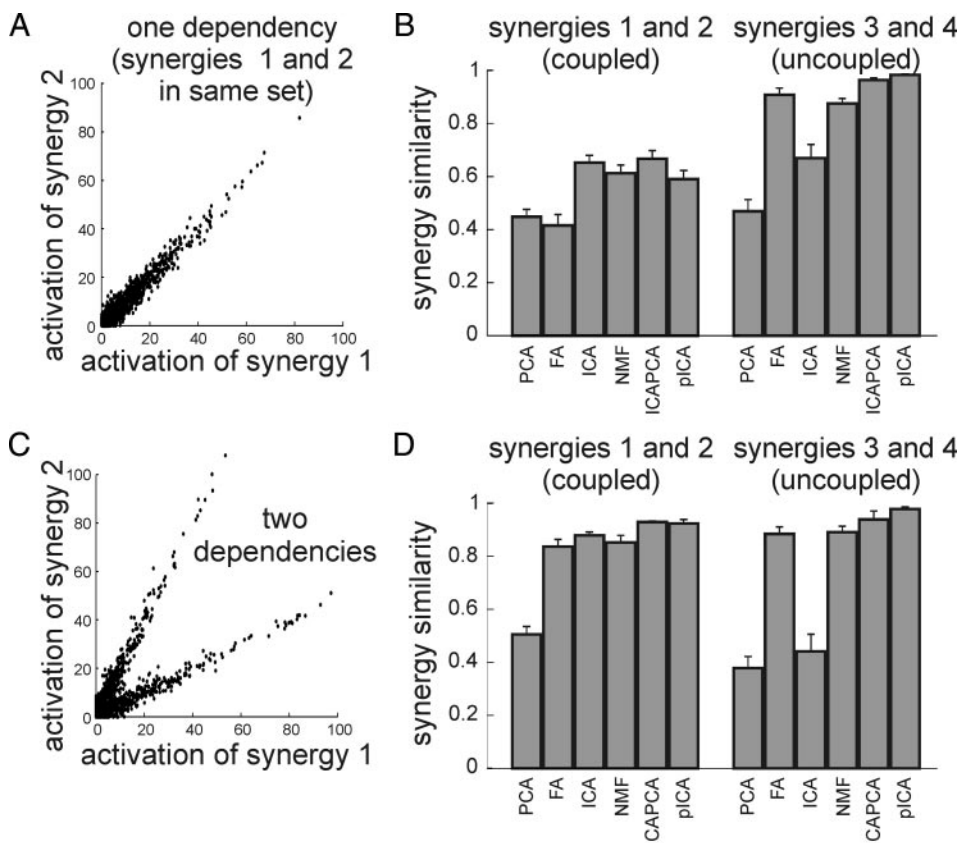 A
one dependency
(synergies 1 and 2
in same set)
100
80
60
40
20
0
activation of synergy 2
0 20 40 60 80 100
activation of synergy 1
B
synergies 1 and 2
(coupled)
synergies 3 and 4
(uncoupled)
1
0.8
0.6
0.4
0.2
0
synergy similarity
PCA
FA
ICA
NMF
ICAPCA
pICA
PCA
FA
ICA
NMF
ICAPCA
pICA
C
two
dependencies
100
80
60
40
20
0
activation of synergy 2
0 20 40 60 80 100
activation of synergy 1
D
synergies 1 and 2
(coupled)
synergies 3 and 4
(uncoupled)
1
0.8
0.6
0.4
0.2
0
synergy similarity
PCA
FA
ICA
NMF
CAPCA
pICA
PCA
FA
ICA
NMF
ICAPCA
pICA